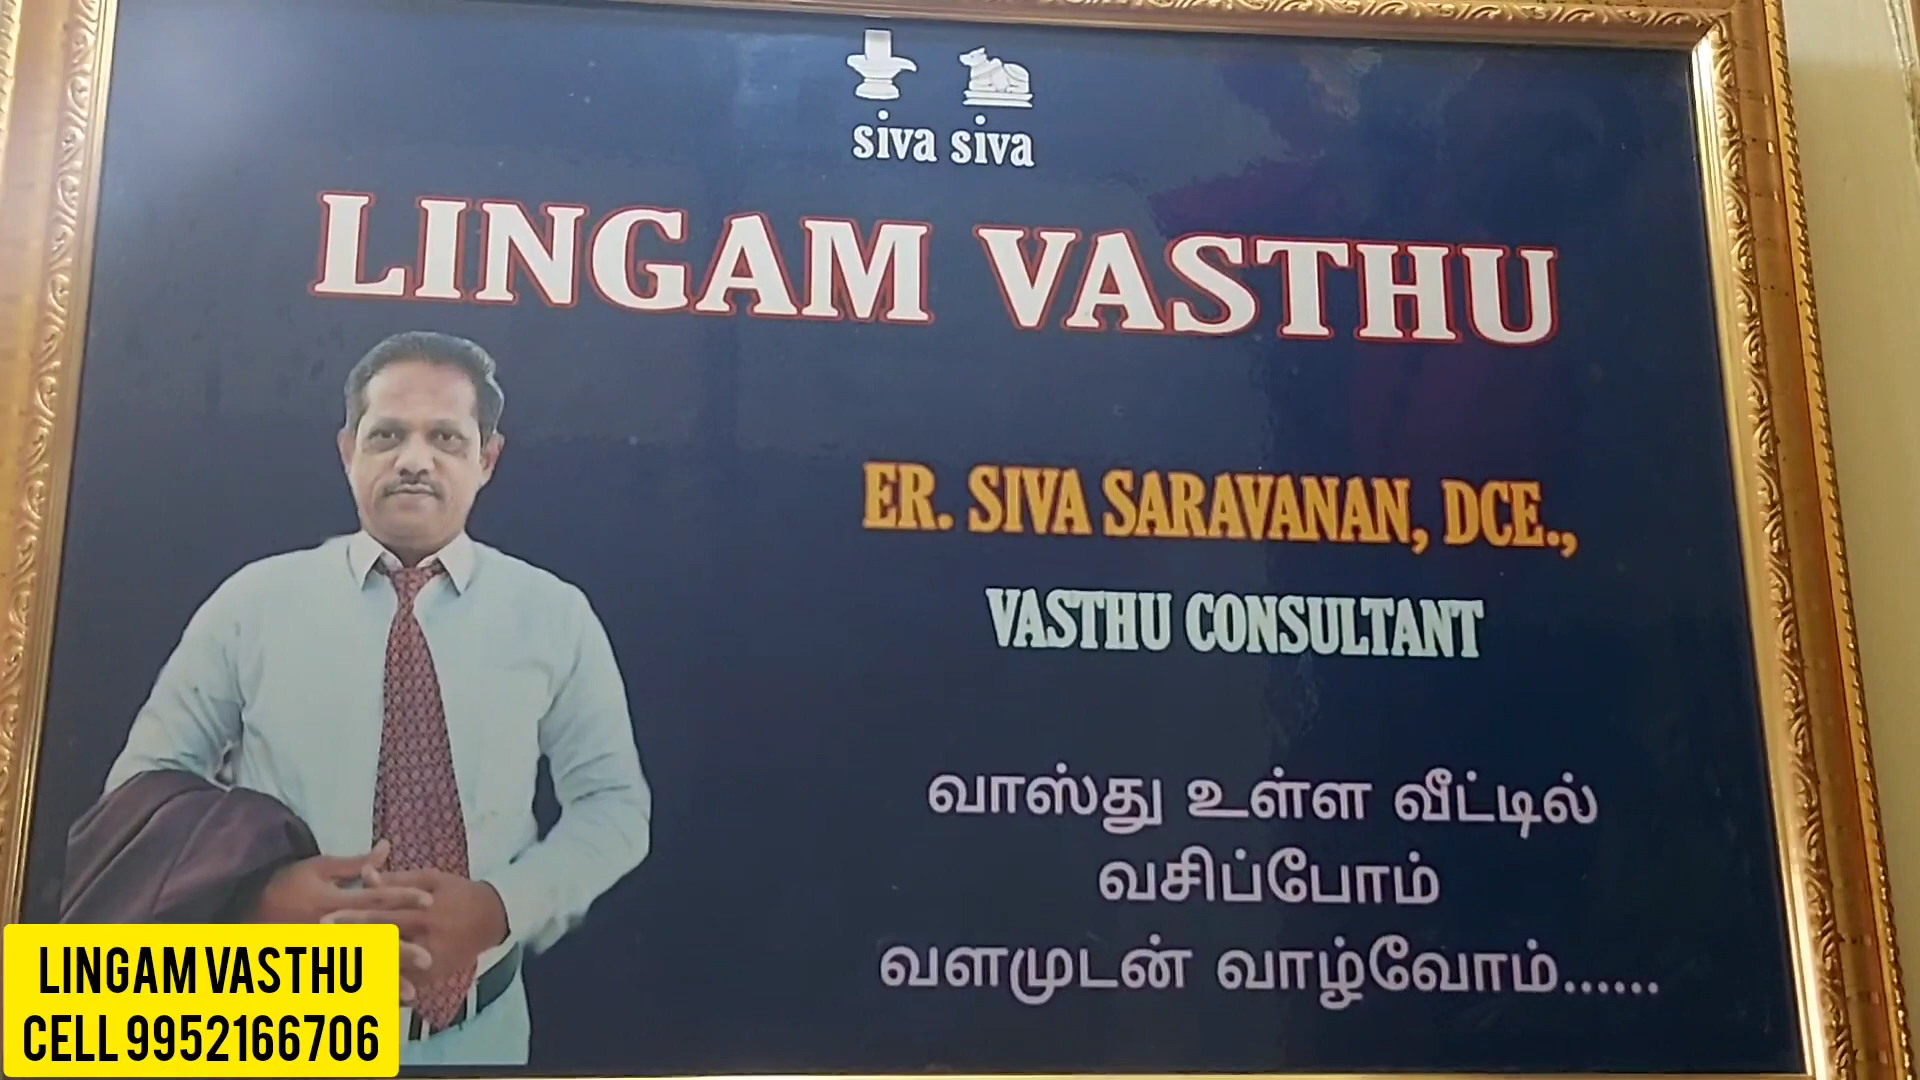 siva siva
LINGAM VASTHU
ER. SIVA SARAVANAN, DCE.,
VASTHU CONSULTANT
வாஸ்து உள்ள வீட்டில்
வசிப்போம்
வளமுடன் வாழ்வோம்......
LINGAM VASTHU
CELL 9952166706